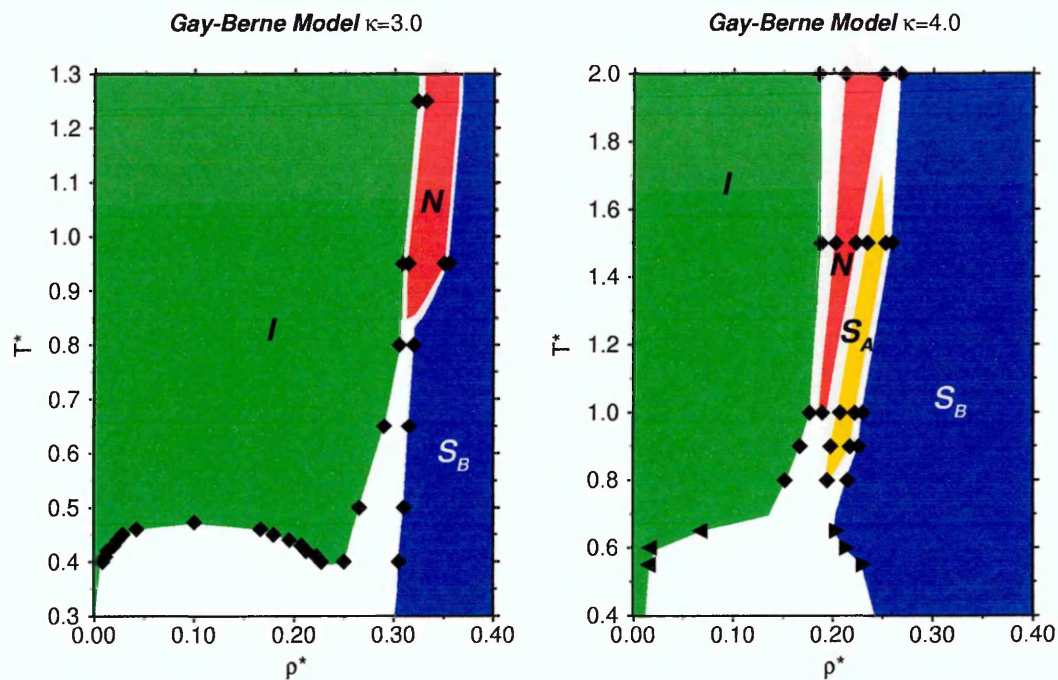 Gay-Berne Model κ=3.0
1.3
1.2
1.1
1.0
0.9
0.8
0.7
0.6
0.5
0.4
0.3
T*
I
N
S_B
0.00
0.10
0.20
0.30
0.40
ρ*
Gay-Berne Model κ=4.0
2.0
1.8
1.6
1.4
1.2
1.0
0.8
0.6
0.4
T*
I
N
S_A
S_B
0.00
0.10
0.20
0.30
0.40
ρ*